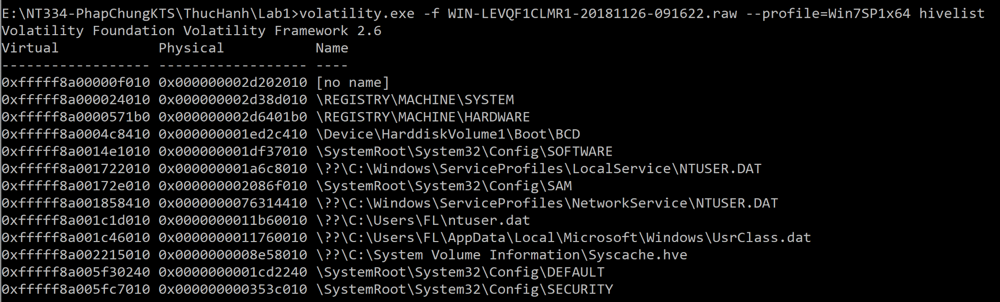 E:\NT334-PhapChungKTS\ThucHanh\Lab1>volatility.exe -f WIN-LEVQF1CLMR1-20181126-091622.raw --profile=Win7SP1x64 hivelist
Volatility Foundation Volatility Framework 2.6
Virtual            Physical           Name
------------------ ------------------ ----
0xfffff8a00000f010 0x000000002d202010 [no name]
0xfffff8a000024010 0x000000002d38d010 \REGISTRY\MACHINE\SYSTEM
0xfffff8a0000571b0 0x000000002d6401b0 \REGISTRY\MACHINE\HARDWARE
0xfffff8a0004c8410 0x000000001ed2c410 \Device\HarddiskVolume1\Boot\BCD
0xfffff8a0014e1010 0x000000001df37010 \SystemRoot\System32\Config\SOFTWARE
0xfffff8a001722010 0x000000001a6c8010 \??\C:\Windows\ServiceProfiles\LocalService\NTUSER.DAT
0xfffff8a00172e010 0x000000002086f010 \SystemRoot\System32\Config\SAM
0xfffff8a001858410 0x0000000076314410 \??\C:\Windows\ServiceProfiles\NetworkService\NTUSER.DAT
0xfffff8a001c1d010 0x0000000011b60010 \??\C:\Users\FL\ntuser.dat
0xfffff8a001c46010 0x0000000011760010 \??\C:\Users\FL\AppData\Local\Microsoft\Windows\UsrClass.dat
0xfffff8a002215010 0x0000000008e58010 \??\C:\System Volume Information\Syscache.hve
0xfffff8a005f30240 0x0000000001cd2240 \SystemRoot\System32\Config\DEFAULT
0xfffff8a005fc7010 0x000000000353c010 \SystemRoot\System32\Config\SECURITY